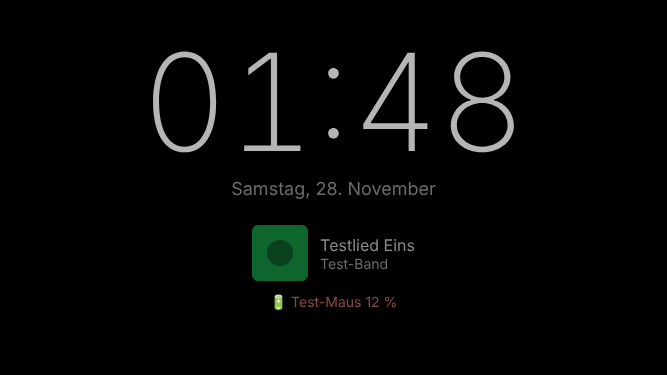 01:48
Samstag, 28. November
Testlied Eins
Test-Band
🔋 Test-Maus 12 %